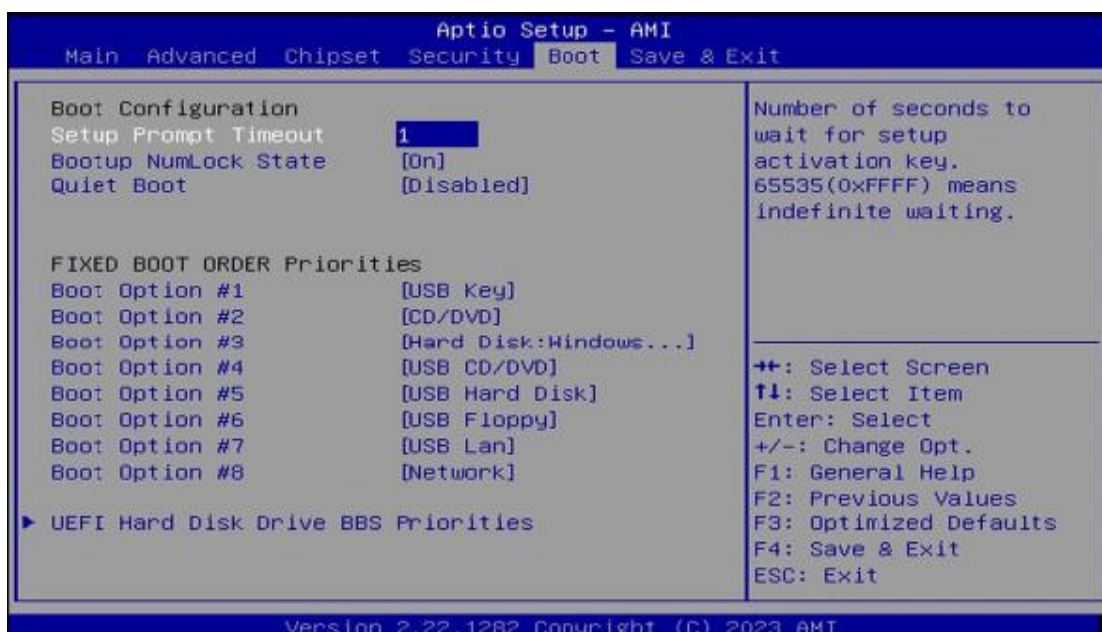 Aptio Setup – AMI
Main Advanced Chipset Security Boot Save & Exit
Boot Configuration
Setup Prompt Timeout 1
Bootup NumLock State [On]
Quiet Boot [Disabled]
FIXED BOOT ORDER Priorities
Boot Option #1 [USB Key]
Boot Option #2 [CD/DVD]
Boot Option #3 [Hard Disk:Windows...]
Boot Option #4 [USB CD/DVD]
Boot Option #5 [USB Hard Disk]
Boot Option #6 [USB Floppy]
Boot Option #7 [USB Lan]
Boot Option #8 [Network]
▶ UEFI Hard Disk Drive BBS Priorities
Number of seconds to
wait for setup
activation key.
65535(0xFFFF) means
indefinite waiting.
→←: Select Screen
↑↓: Select Item
Enter: Select
+/-: Change Opt.
F1: General Help
F2: Previous Values
F3: Optimized Defaults
F4: Save & Exit
ESC: Exit
Version 2.22.1282 Copyright (C) 2023 AMI